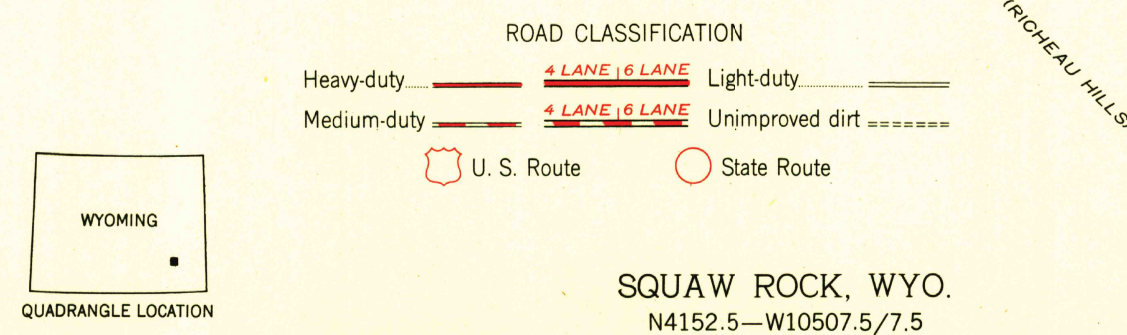 ROAD CLASSIFICATION
Heavy-duty 4 LANE | 6 LANE Light-duty
Medium-duty 4 LANE | 6 LANE Unimproved dirt
U. S. Route State Route
WYOMING
QUADRANGLE LOCATION
SQUAW ROCK, WYO.
N4152.5—W10507.5/7.5
(RICHEAU HILLS)